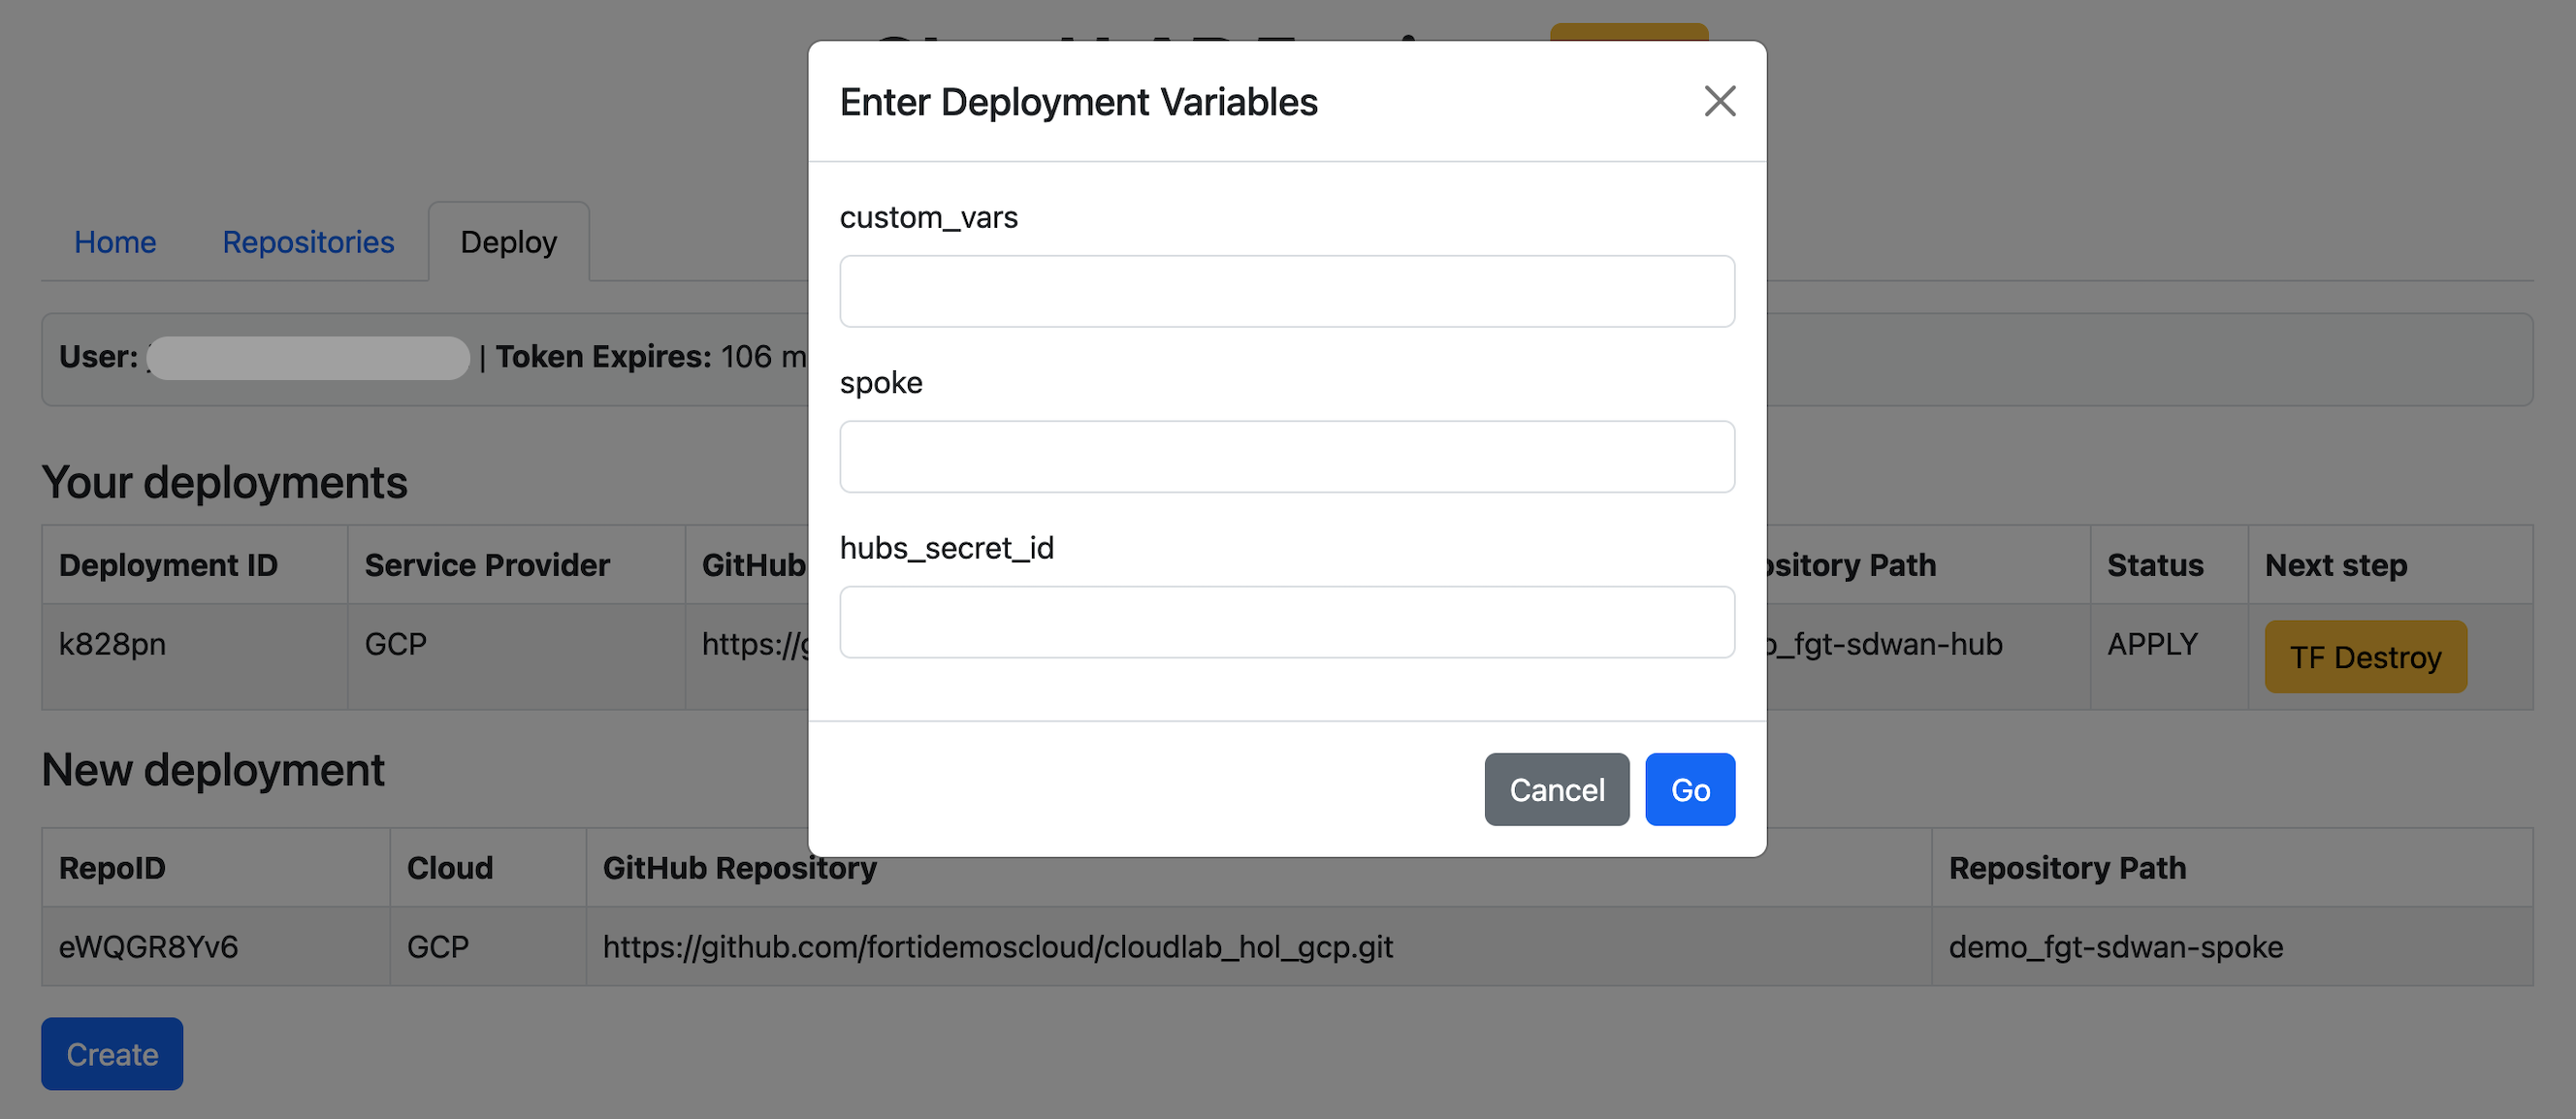 Enter Deployment Variables
custom_vars
spoke
hubs_secret_id
Cancel Go
Home Repositories Deploy
User: | Token Expires: 106 m
Your deployments
Deployment ID Service Provider GitHub sitory Path Status Next step
k828pn GCP https://g _fgt-sdwan-hub APPLY TF Destroy
New deployment
RepoID Cloud GitHub Repository Repository Path
eWQGR8Yv6 GCP https://github.com/fortidemoscloud/cloudlab_hol_gcp.git demo_fgt-sdwan-spoke
Create